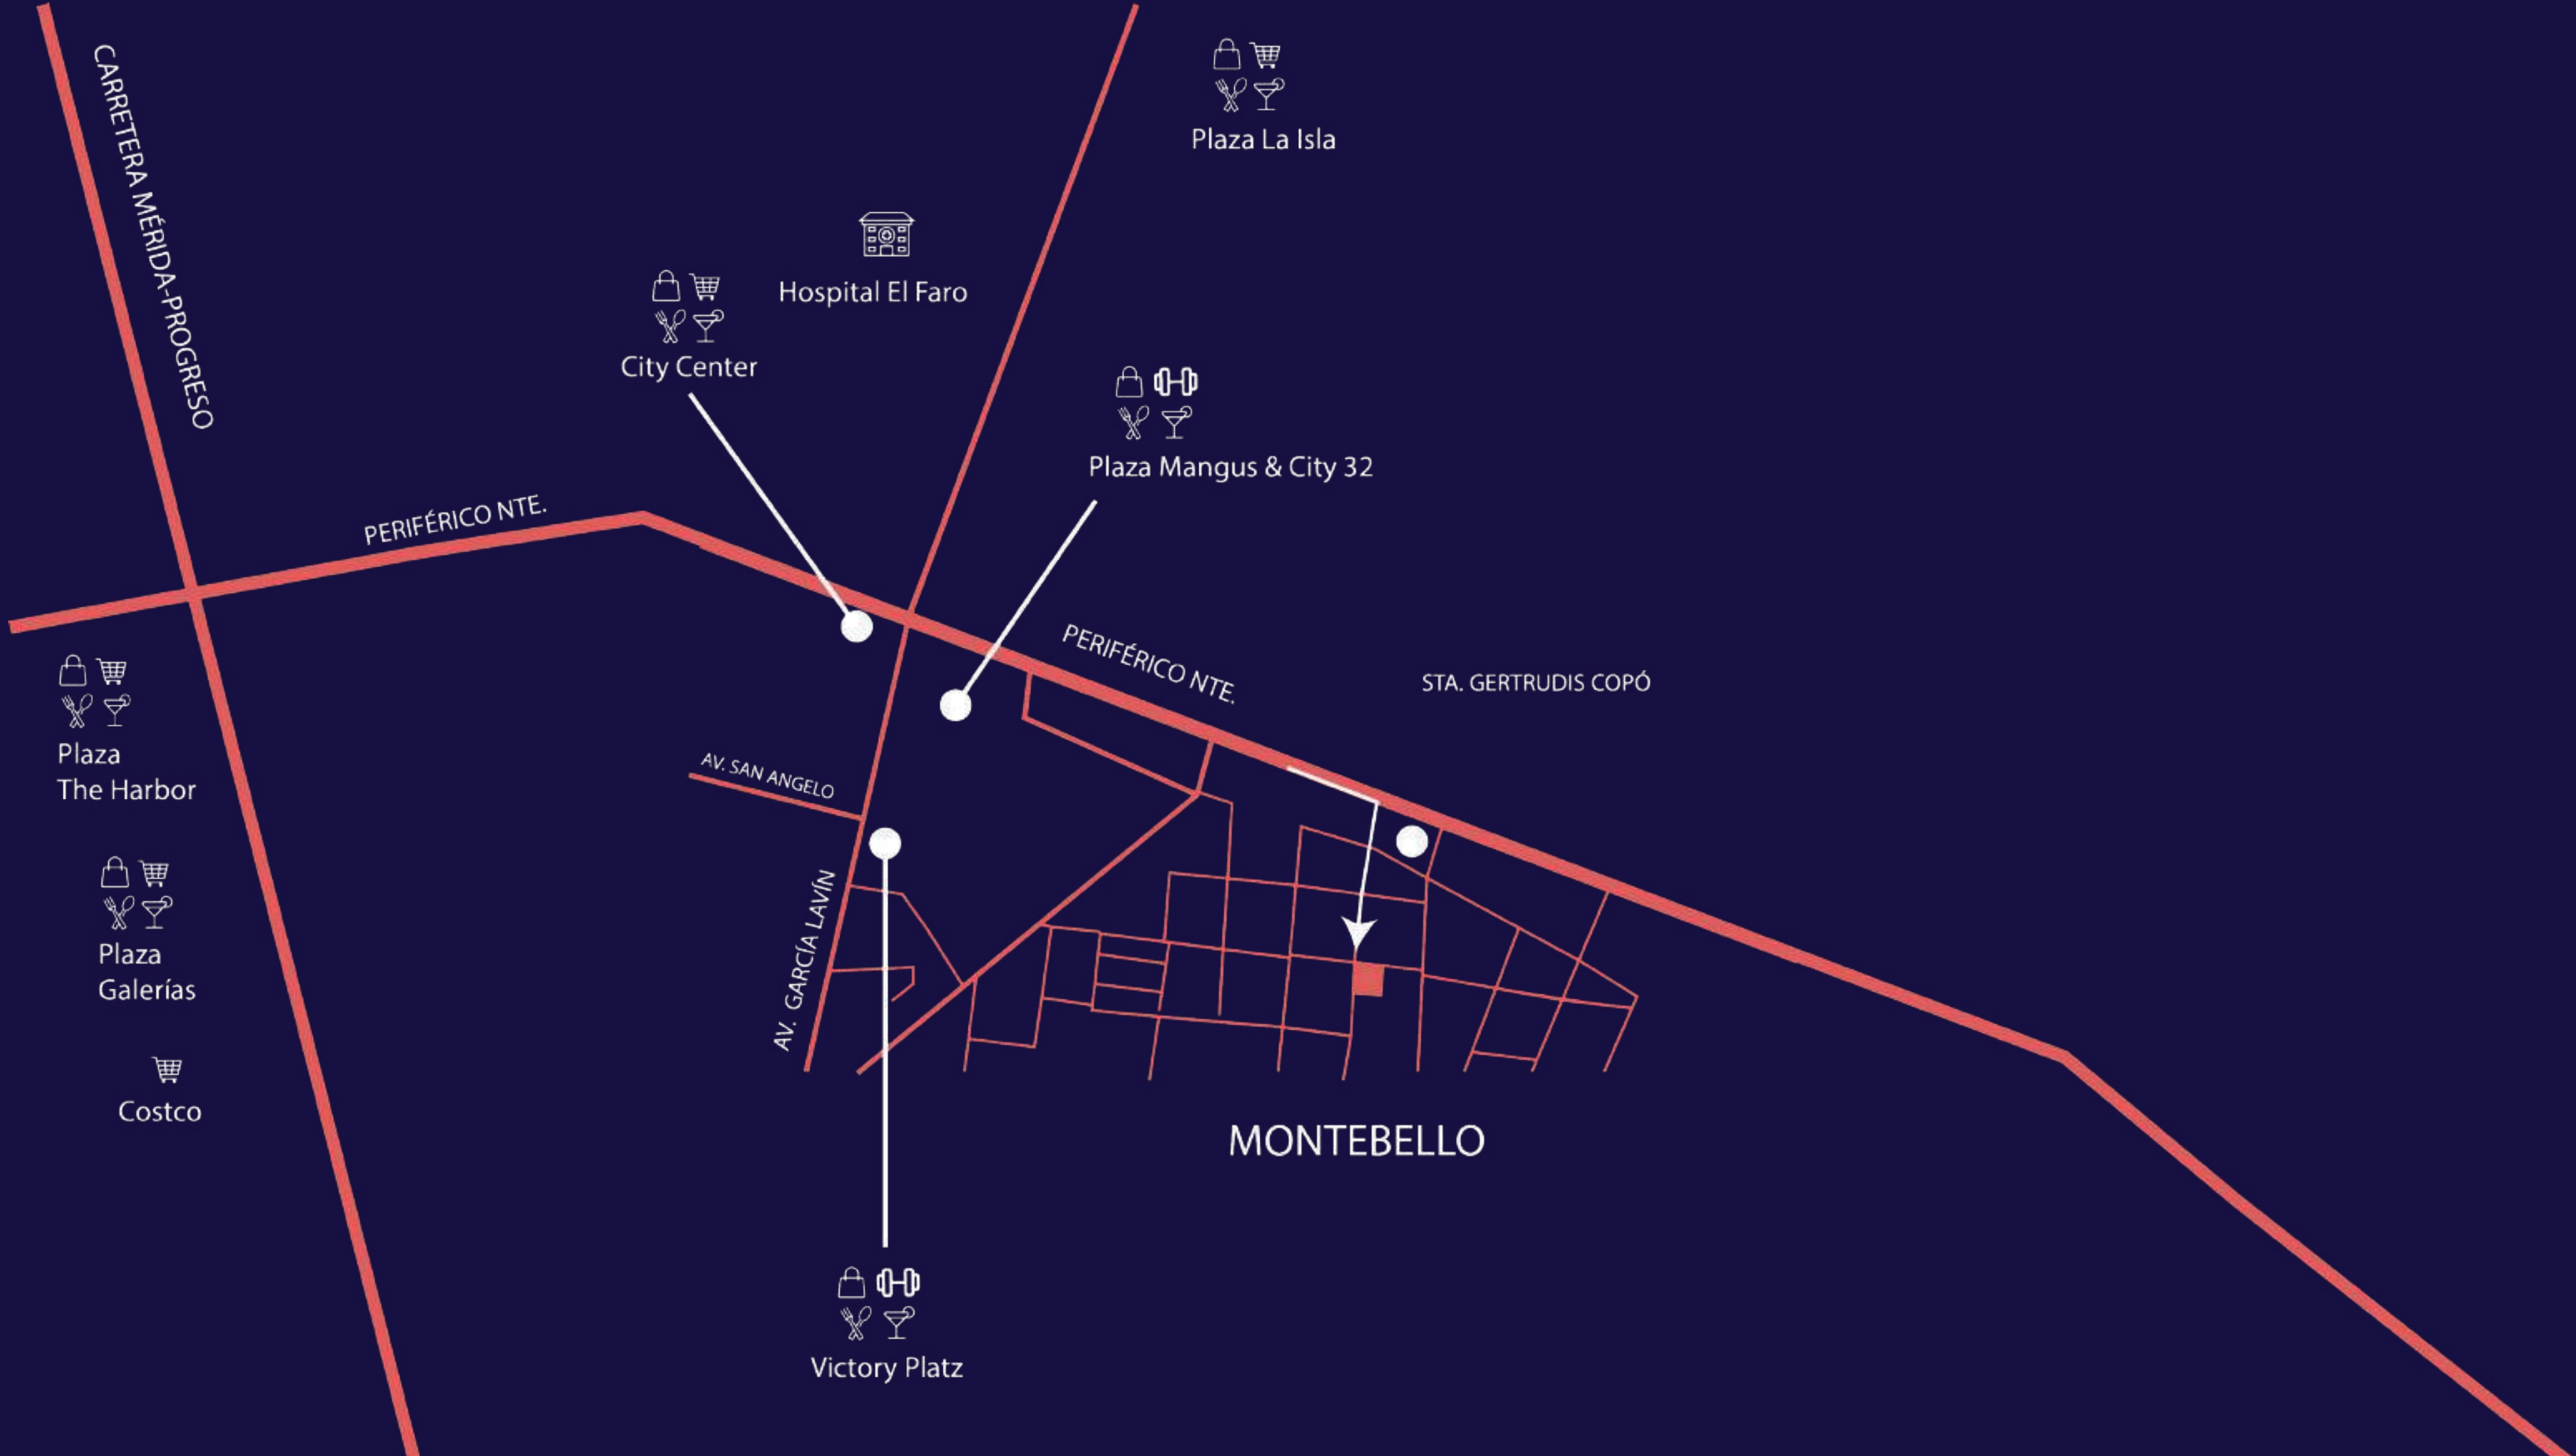 CARRETERA MÉRIDA-PROGRESO
Plaza La Isla
Hospital El Faro
City Center
Plaza Mangus & City 32
PERIFÉRICO NTE.
PERIFÉRICO NTE.
STA. GERTRUDIS COPÓ
Plaza
The Harbor
AV. SAN ANGELO
AV. GARCÍA LAVÍN
Plaza
Galerías
Costco
MONTEBELLO
Victory Platz